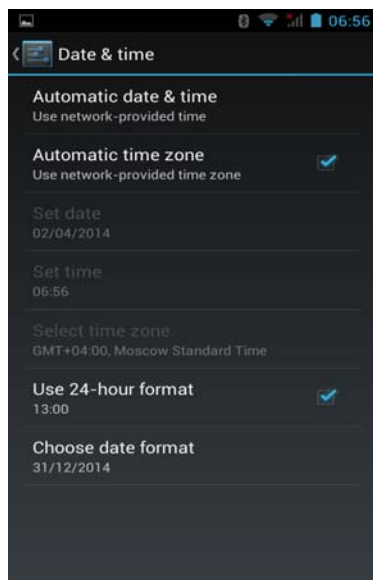 06:56
Date & time
Automatic date & time
Use network-provided time
Automatic time zone
Use network-provided time zone
Set date
02/04/2014
Set time
06:56
Select time zone
GMT+04:00, Moscow Standard Time
Use 24-hour format
13:00
Choose date format
31/12/2014